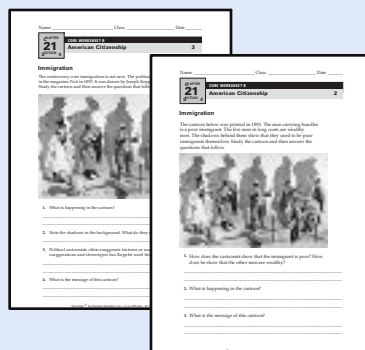 Name Class Date
CHAPTER
21
SECTION 4
CORE WORKSHEET B
American Citizenship 3
Immigration
The controversy over immigration is not new. The political
in the magazine Puck in 1893. It was drawn by Joseph Keppler
Study the cartoon and then answer the questions that follow
1. What is happening in the cartoon?
2. Note the shadows in the background. What do they
3. Political cartoonists often exaggerate features or use
exaggerations and stereotypes has Keppler used
4. What is the message of this cartoon?
Name Class Date
CHAPTER
21
SECTION 4
CORE WORKSHEET B
American Citizenship 2
Immigration
The cartoon below was printed in 1893. The man carrying bundles
is a poor immigrant. The five men in long coats are wealthy
men. The shadows behind them show that they used to be poor
immigrants themselves. Study the cartoon and then answer the
questions that follow.
1. How does the cartoonist show that the immigrant is poor? How
does he show that the other men are wealthy?
2. What is happening in the cartoon?
3. What is the message of this cartoon?